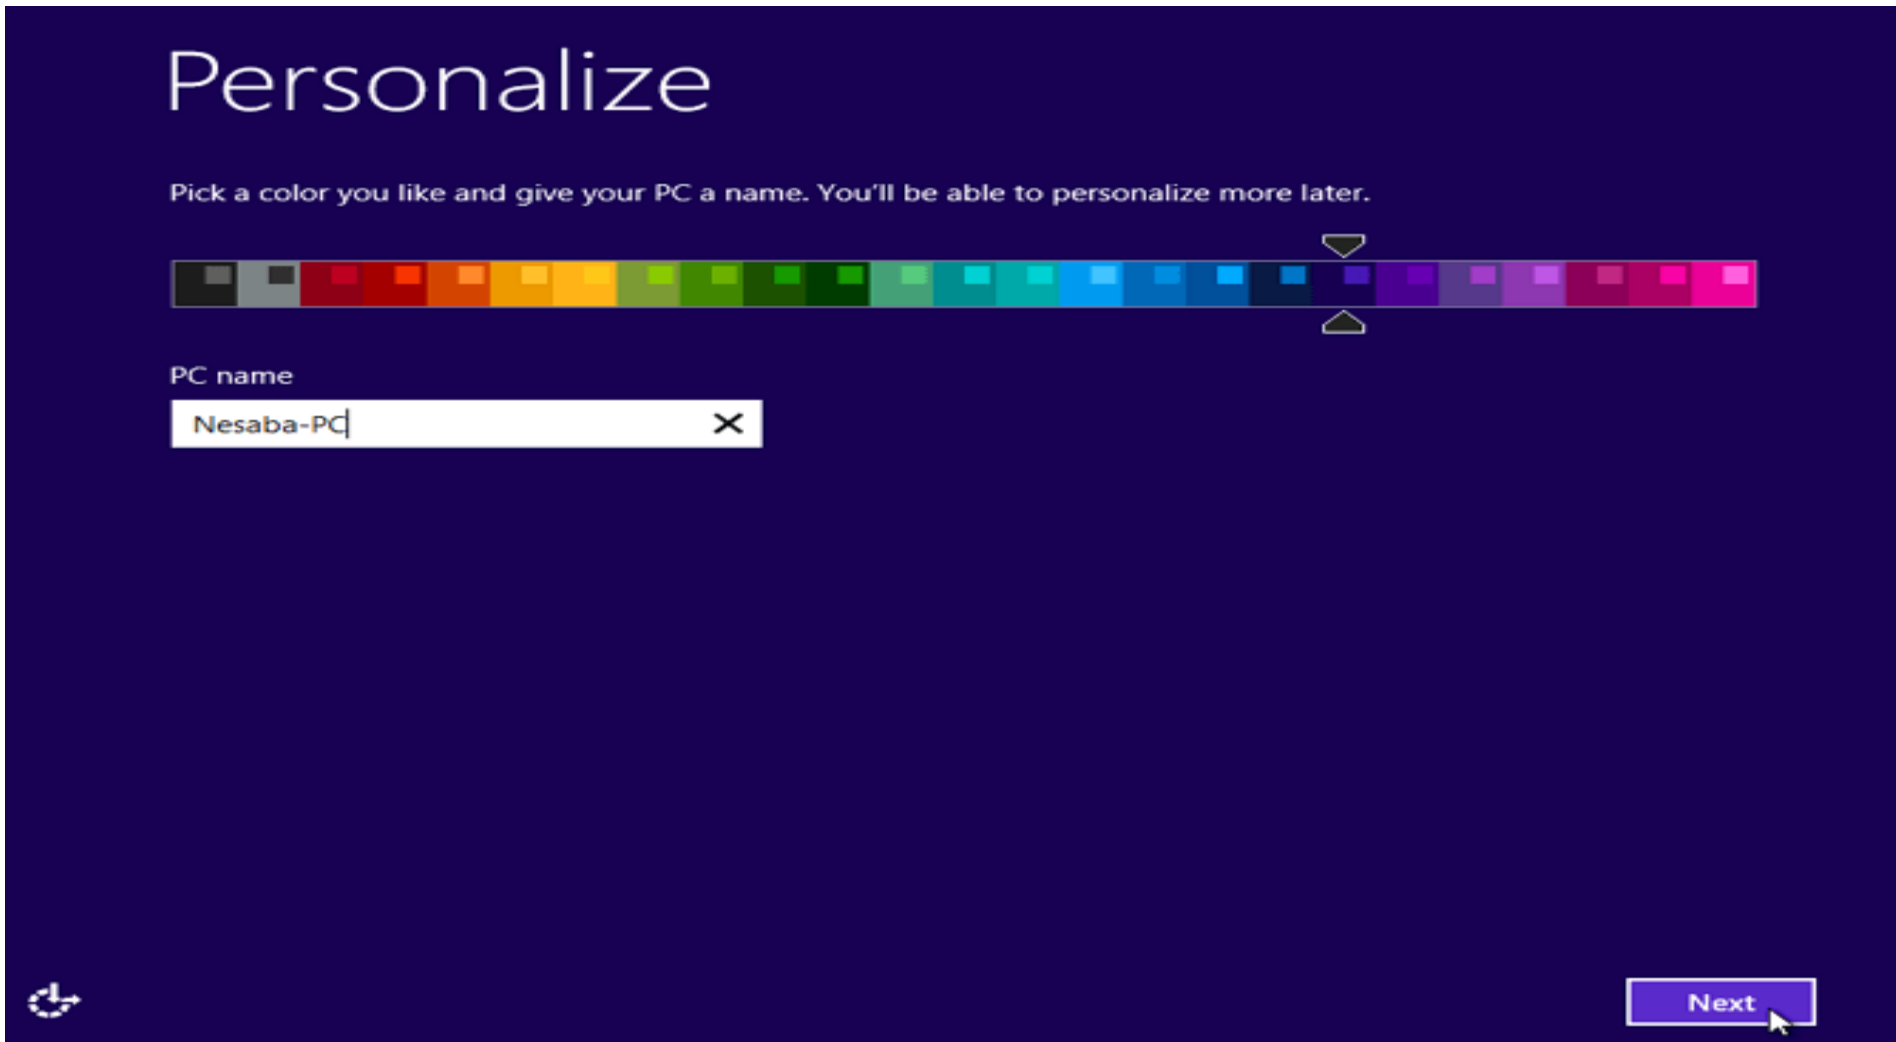 Personalize
Pick a color you like and give your PC a name. You'll be able to personalize more later.
PC name
Nesaba-PC
Next